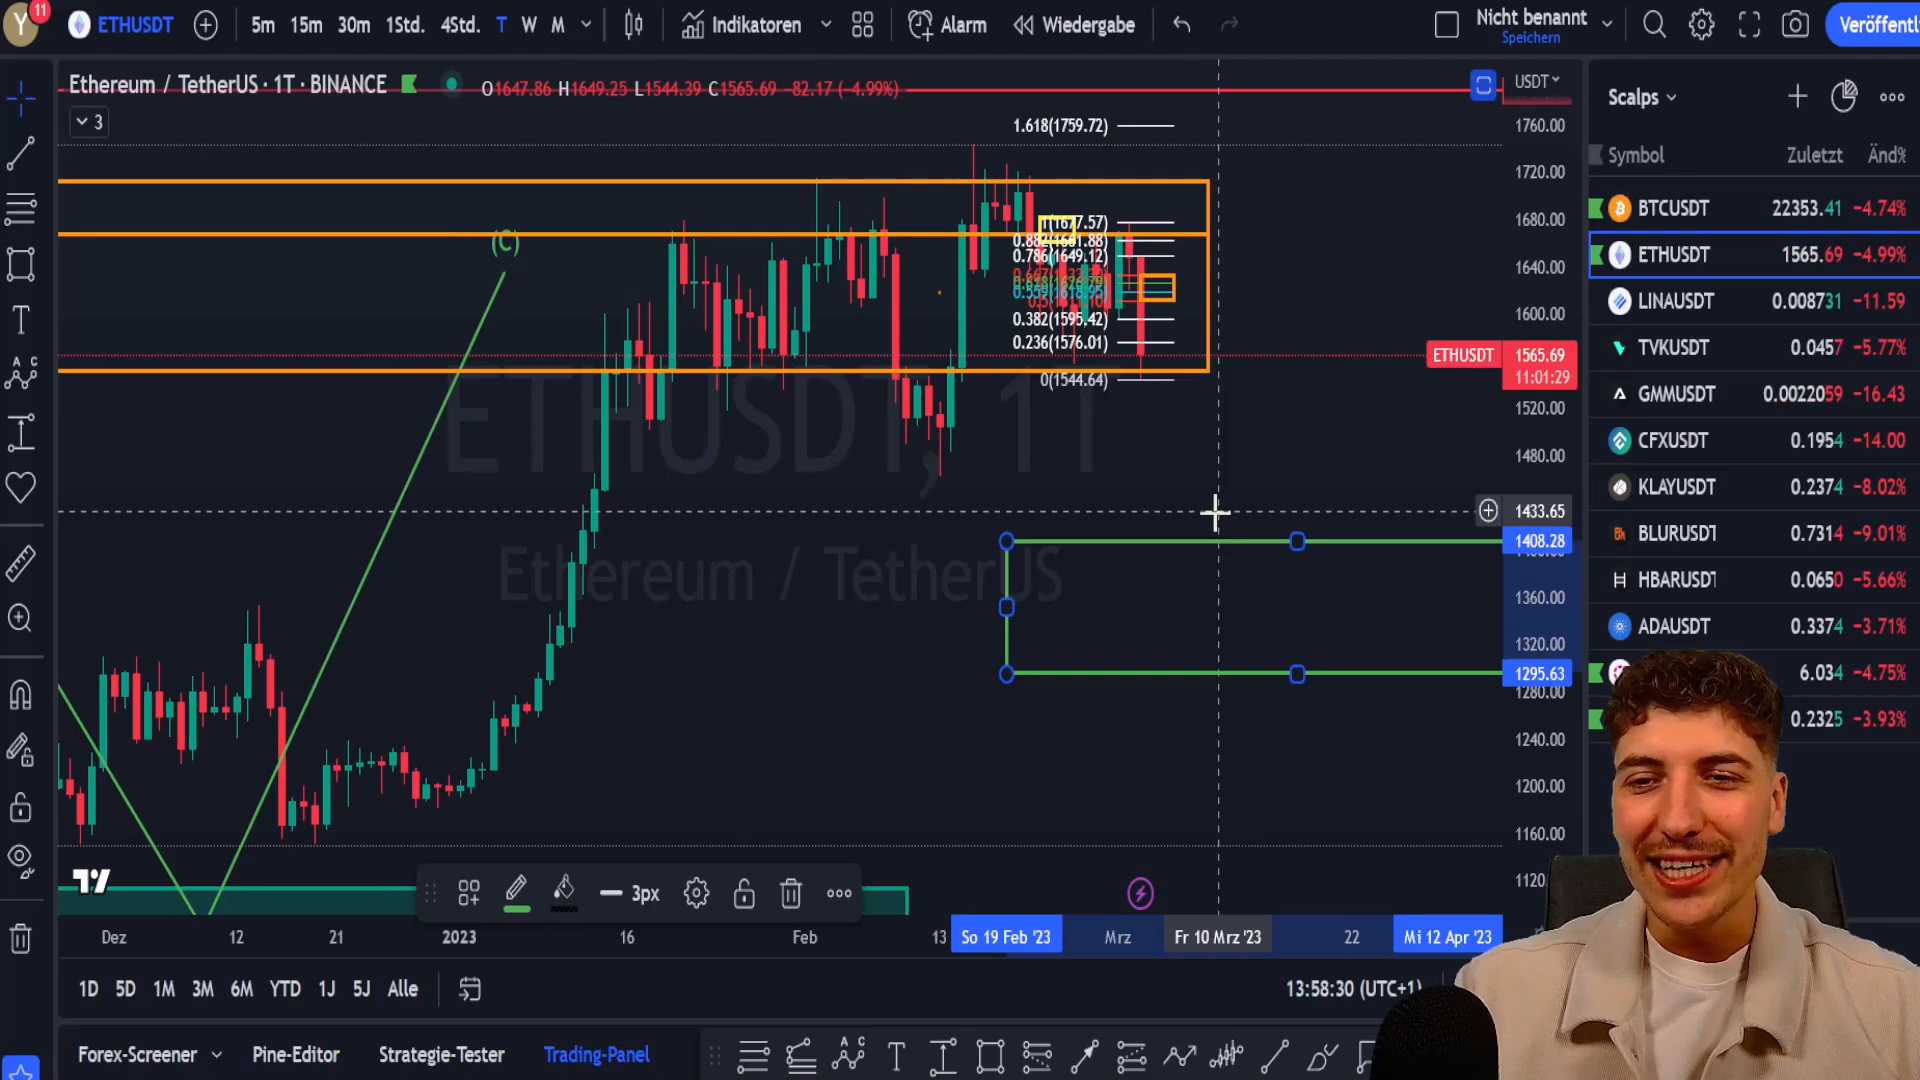 Y 11 ETHUSDT 5m 15m 30m 1Std. 4Std. T W M Indikatoren Alarm Wiedergabe Nicht benannt Veröffentl
Speichern
Ethereum / TetherUS · 1T · BINANCE O1647.86 H1649.25 L1544.39 C1565.69 -82.17 (-4.99%)
USDT
3
Scalps
Symbol Zuletzt Änd%
BTCUSDT 22353.41 -4.74%
ETHUSDT 1565.69 -4.99%
LINAUSDT 0.008731 -11.59
TVKUSDT 0.0457 -5.77%
GMMUSDT 0.0022059 -16.43
CFXUSDT 0.1954 -14.00
KLAYUSDT 0.2374 -8.02%
BLURUSDT 0.7314 -9.01%
HBARUSDT 0.0650 -5.66%
ADAUSDT 0.3374 -3.71%
6.034 -4.75%
0.2325 -3.93%
1.618(1759.72)
1(1677.57)
0.786(1649.12)
0.382(1595.42)
0.236(1576.01)
0(1544.64)
(C)
ETHUSDT, 1T
Ethereum / TetherUS
1760.00
1720.00
1680.00
1640.00
1600.00
ETHUSDT 1565.69
11:01:29
1520.00
1480.00
1433.65
1408.28
1360.00
1320.00
1295.63
1280.00
1240.00
1200.00
1160.00
1120
3px
Dez 12 21 2023 16 Feb 13 So 19 Feb '23 Mrz Fr 10 Mrz '23 22 Mi 12 Apr '23
1D 5D 1M 3M 6M YTD 1J 5J Alle 13:58:30 (UTC+1)
Forex-Screener Pine-Editor Strategie-Tester Trading-Panel